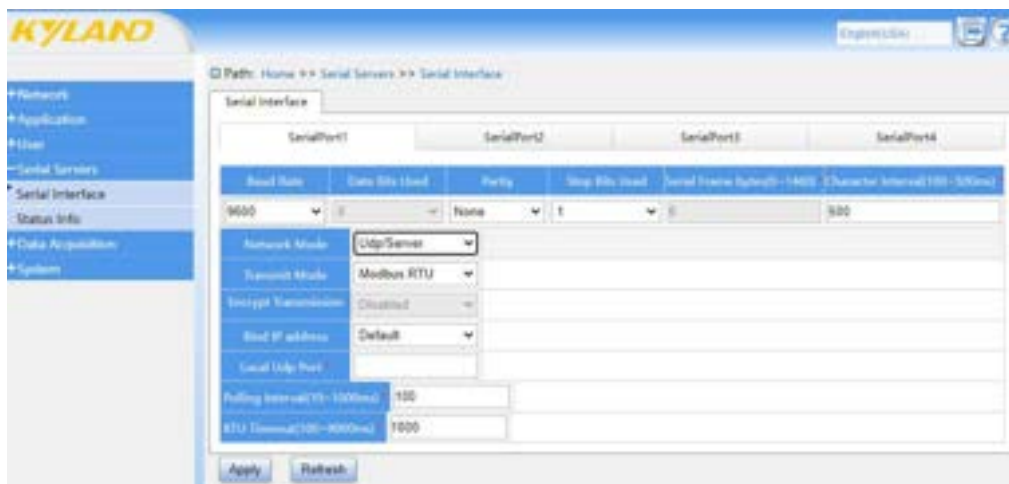 KYLAND
English(USA)
Path: Home >> Serial Servers >> Serial Interface
Serial Interface
+Network
+Application
+User
−Serial Servers
Serial Interface
Status Info
+Data Acquisition
+System
SerialPort1 SerialPort2 SerialPort3 SerialPort4
Baud Rate Data Bits Used Parity Stop Bits Used Serial Frame Bytes(0~1460) Character Interval(100~500ms)
9600 8 None 1 0 500
Network Mode Udp/Server
Transmit Mode Modbus RTU
Encrypt Transmission Disabled
Bind IP address Default
Local Udp Port
Polling Interval(10~1000ms) 100
RTU Timeout(100~9000ms) 1000
Apply Refresh